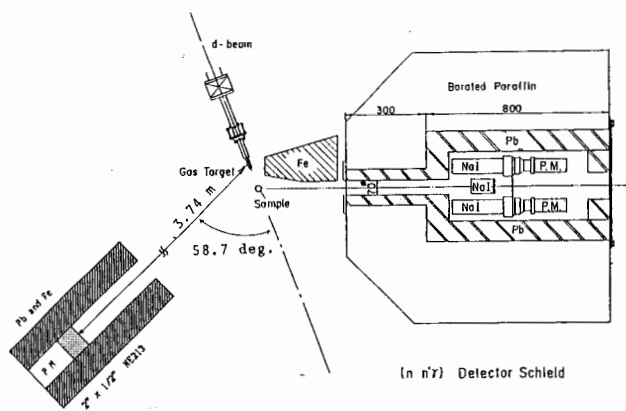 d-beam
Borated Paraffin
300
800
Pb
Fe
NaI
P.M.
Gas Target
NaI
70
Sample
3.74 m
NaI
P.M.
58.7 deg.
Pb
Pb and Fe
P.M
2" x 1/2" NE213
(n n'γ) Detector Schield